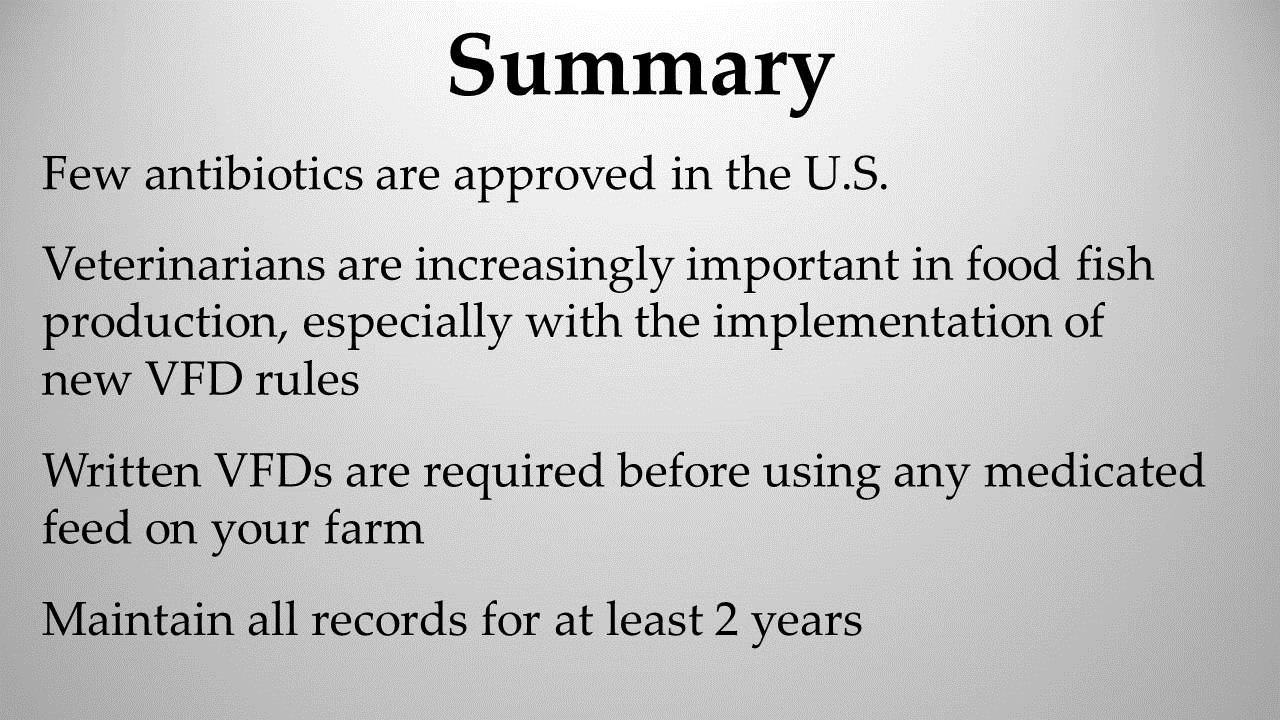 Summary
Few antibiotics are approved in the U.S.
Veterinarians are increasingly important in food fish
production, especially with the implementation of
new VFD rules
Written VFDs are required before using any medicated
feed on your farm
Maintain all records for at least 2 years